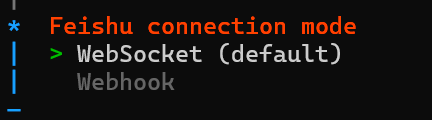 * Feishu connection mode
> WebSocket (default)
Webhook